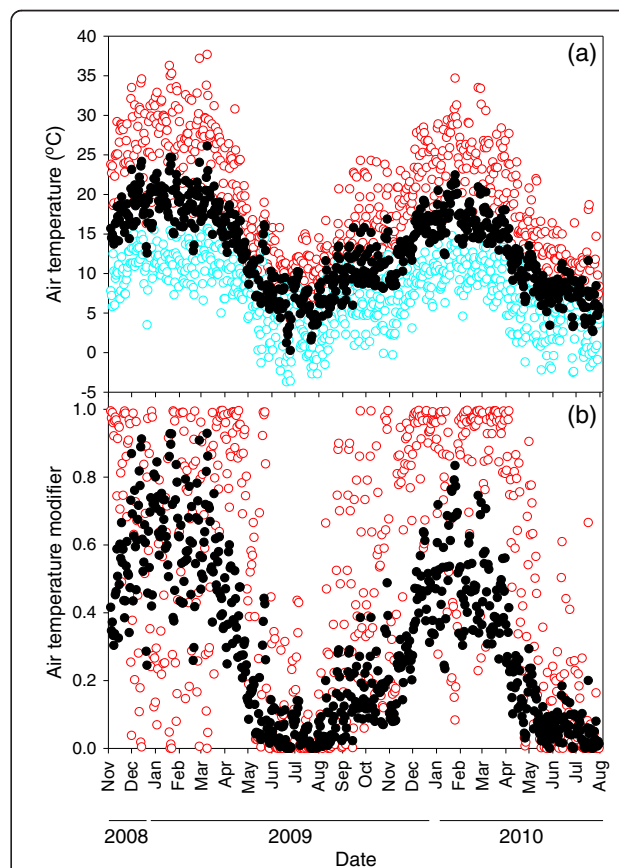 (a)
Air temperature (°C)
40
35
30
25
20
15
10
5
0
-5
(b)
Air temperature modifier
1.0
0.8
0.6
0.4
0.2
0.0
Nov Dec Jan Feb Mar Apr May Jun Jul Aug Sep Oct Nov Dec Jan Feb Mar Apr May Jun Jul Aug
2008 2009 2010
Date